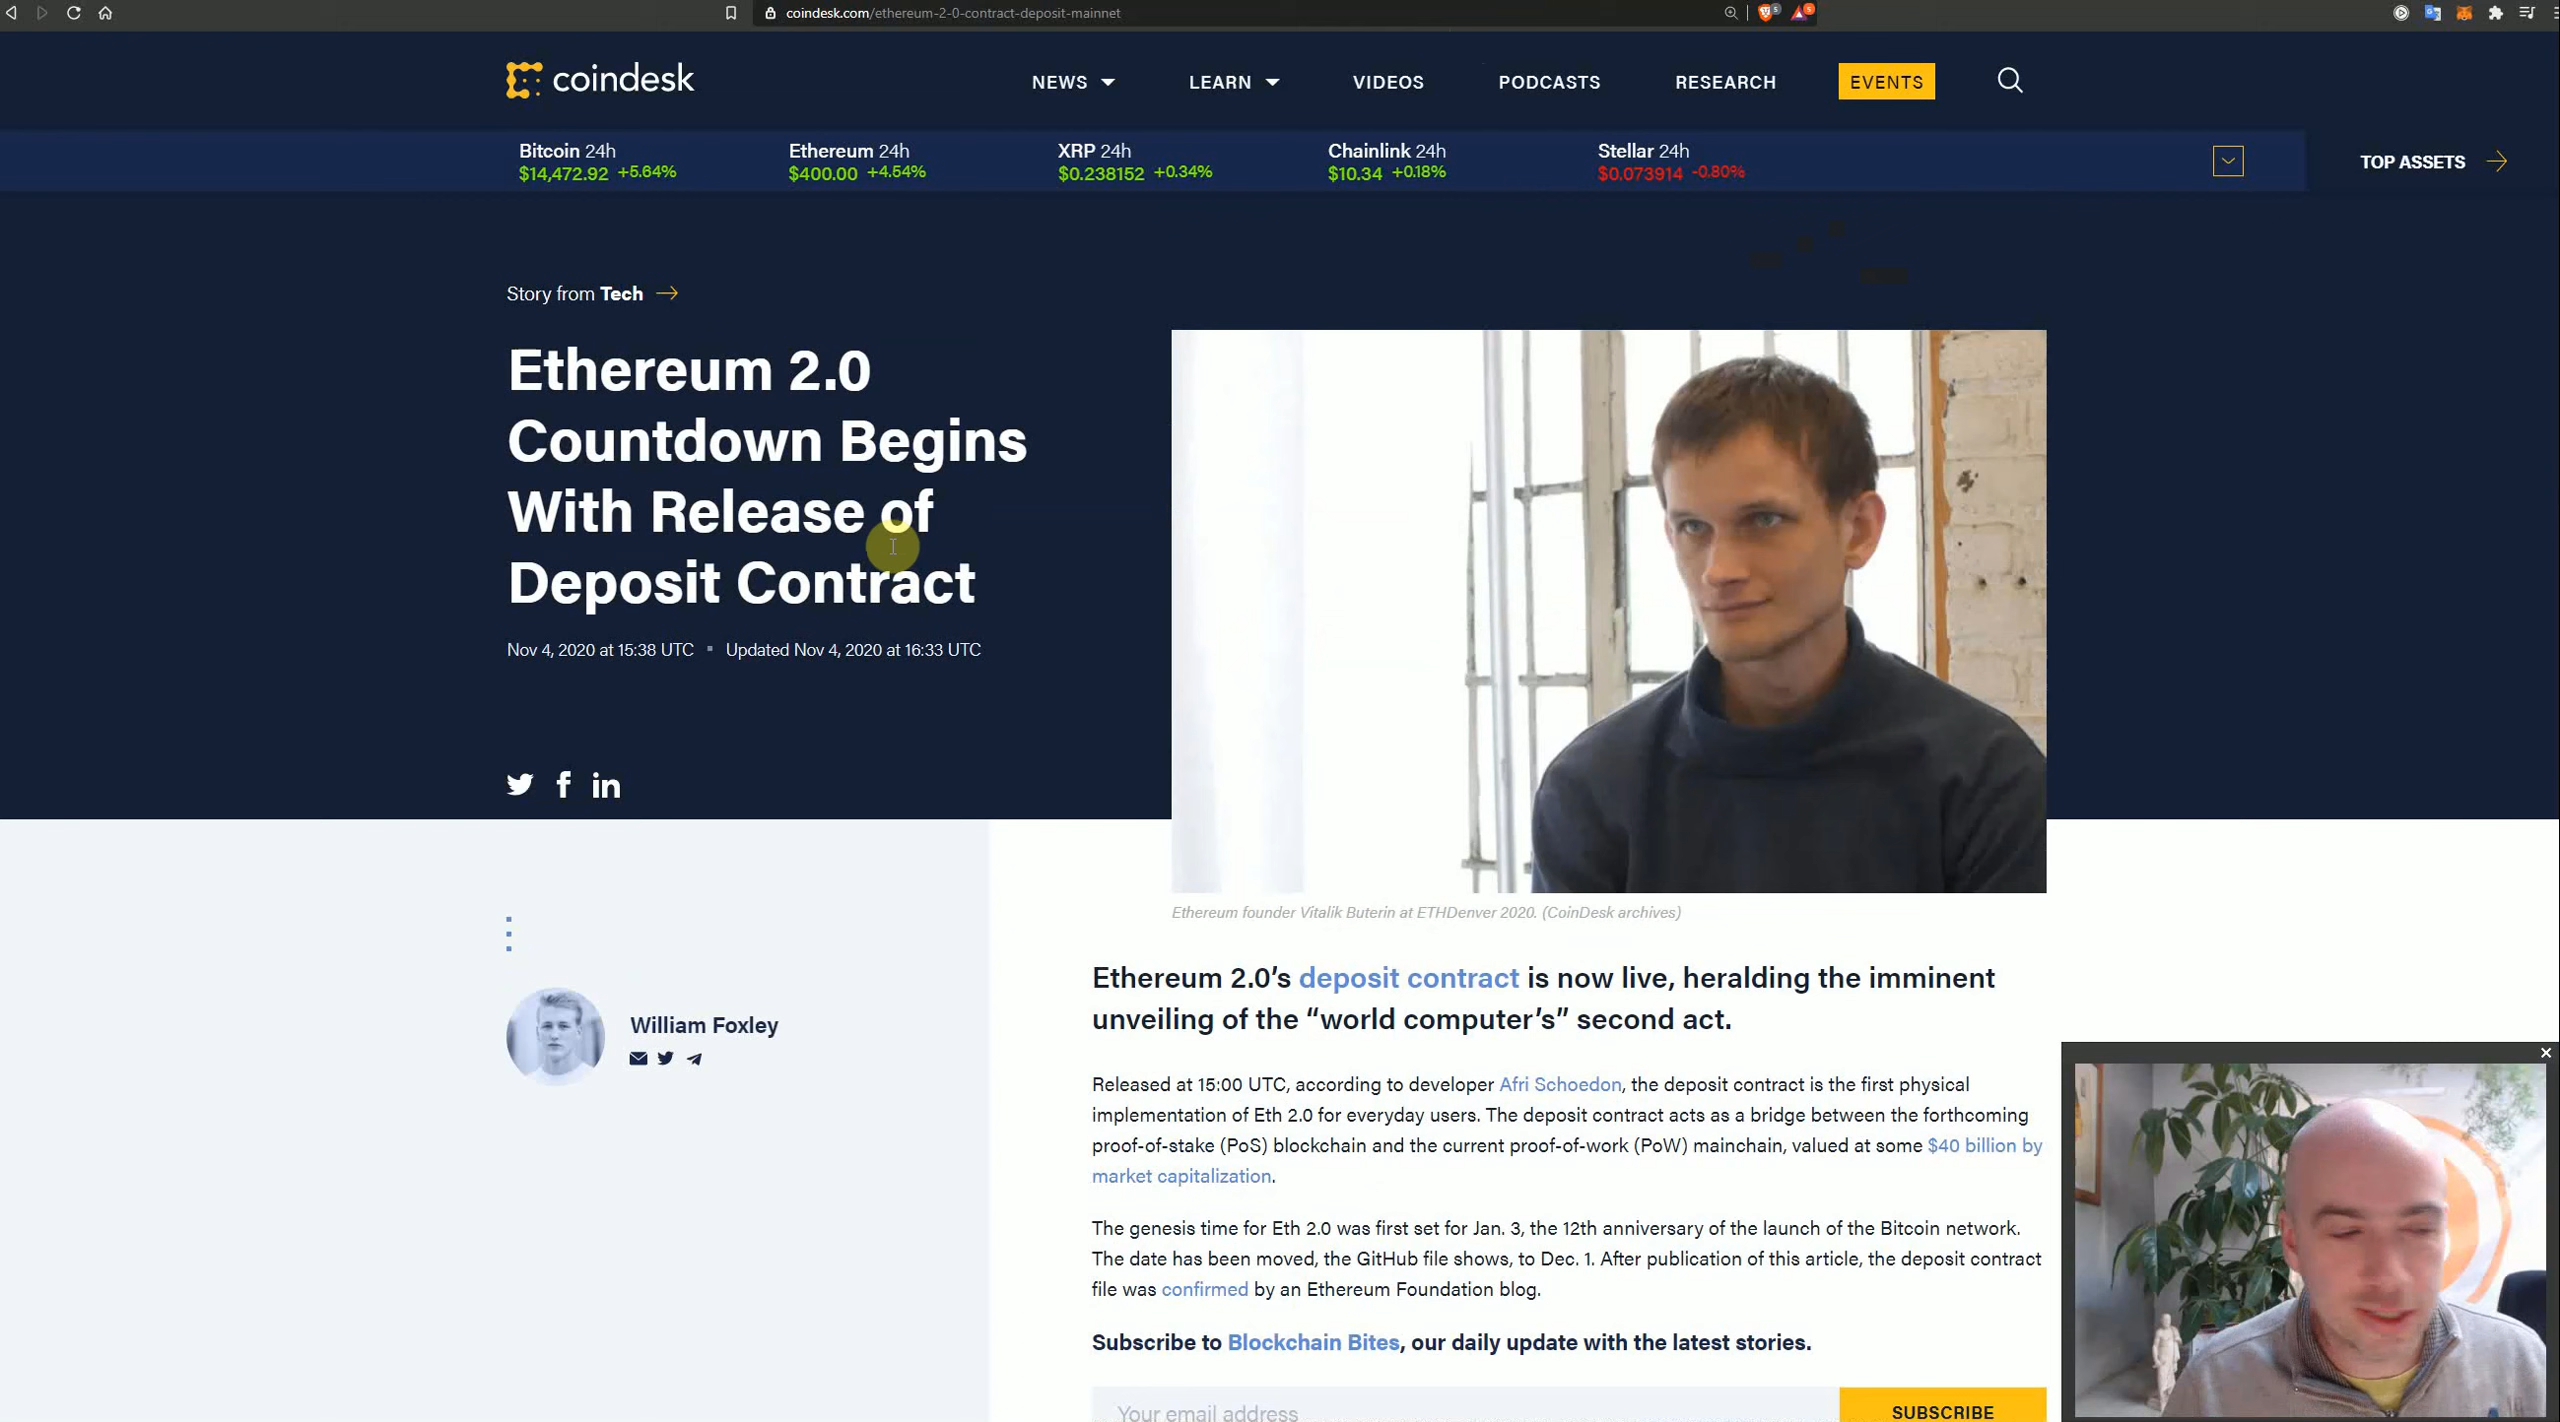 coindesk.com/ethereum-2-0-contract-deposit-mainnet
coindesk
NEWS
LEARN
VIDEOS
PODCASTS
RESEARCH
EVENTS
Bitcoin 24h
$14,472.92 +5.64%
Ethereum 24h
$400.00 +4.54%
XRP 24h
$0.238152 +0.34%
Chainlink 24h
$10.34 +0.18%
Stellar 24h
$0.073914 -0.80%
TOP ASSETS
Story from Tech
Ethereum 2.0
Countdown Begins
With Release of
Deposit Contract
Nov 4, 2020 at 15:38 UTC ▪ Updated Nov 4, 2020 at 16:33 UTC
Ethereum founder Vitalik Buterin at ETHDenver 2020. (CoinDesk archives)
William Foxley
Ethereum 2.0’s deposit contract is now live, heralding the imminent
unveiling of the “world computer’s” second act.
Released at 15:00 UTC, according to developer Afri Schoedon, the deposit contract is the first physical
implementation of Eth 2.0 for everyday users. The deposit contract acts as a bridge between the forthcoming
proof-of-stake (PoS) blockchain and the current proof-of-work (PoW) mainchain, valued at some $40 billion by
market capitalization.
The genesis time for Eth 2.0 was first set for Jan. 3, the 12th anniversary of the launch of the Bitcoin network.
The date has been moved, the GitHub file shows, to Dec. 1. After publication of this article, the deposit contract
file was confirmed by an Ethereum Foundation blog.
Subscribe to Blockchain Bites, our daily update with the latest stories.
Your email address
SUBSCRIBE